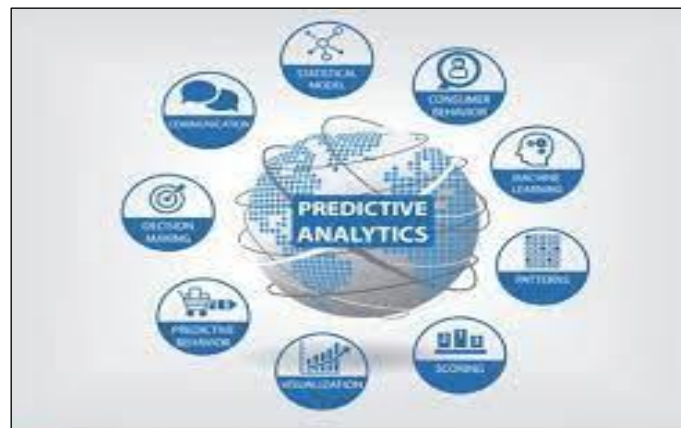 STATISTICAL
MODEL
CONSUMER
BEHAVIOR
MACHINE
LEARNING
PATTERNS
SCORING
VISUALIZATION
PREDICTIVE
BEHAVIOR
DECISION
MAKING
COMMUNICATION
PREDICTIVE
ANALYTICS